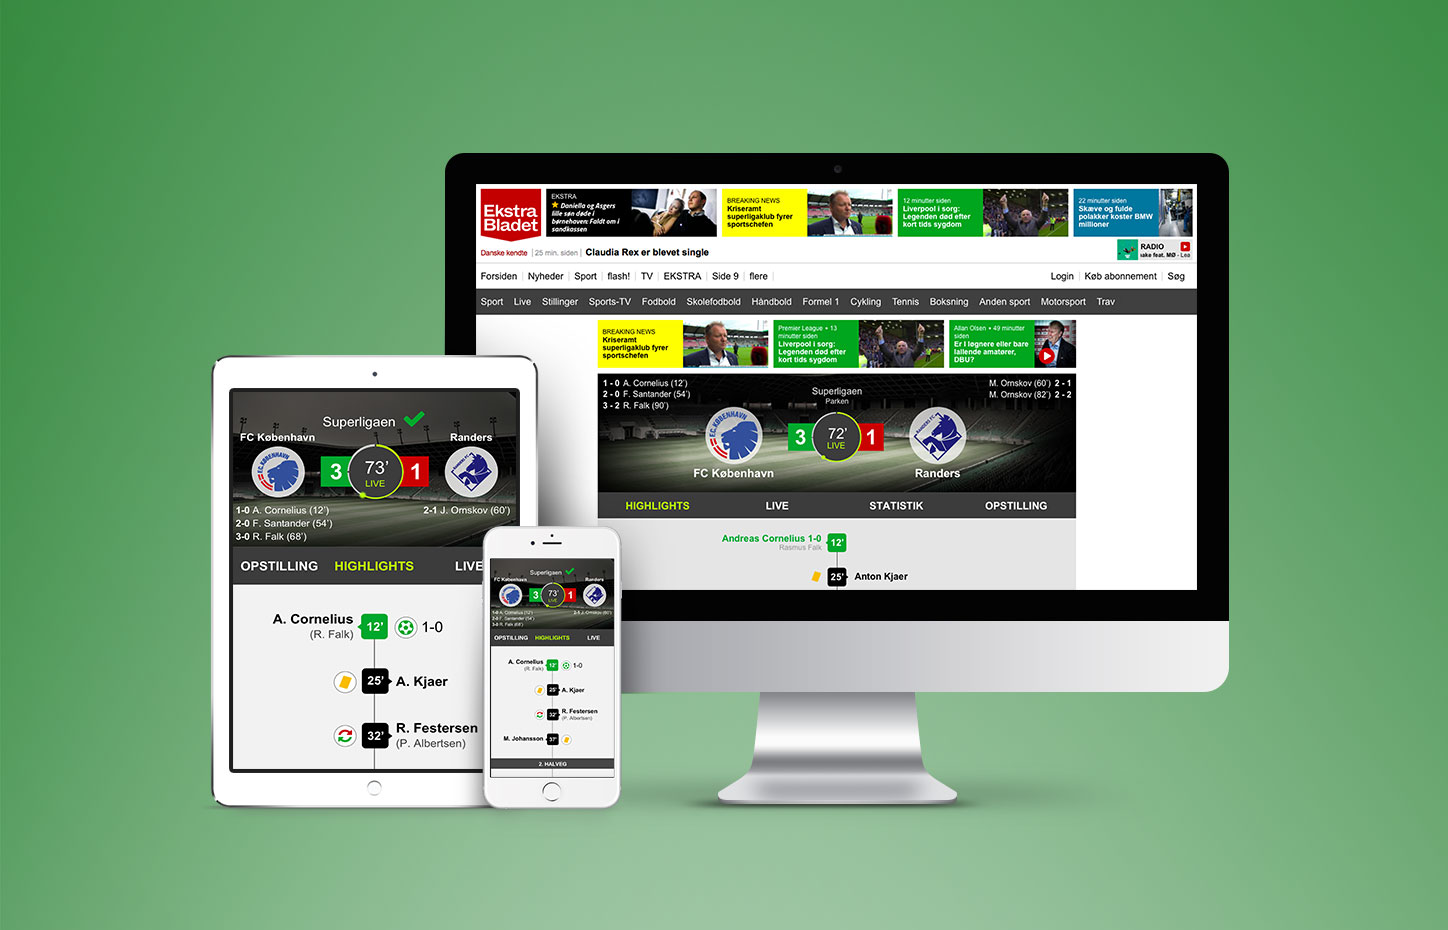 Ekstra
Bladet
EKSTRA
Daniella og Asgers
lille søn døde i
børnehaven: Faldt om i
sandkassen
BREAKING NEWS
Kriseramt
superligaklub fyrer
sportschefen
12 minutter siden
Liverpool i sorg:
Legenden død efter
kort tids sygdom
22 minutter siden
Skæve og fulde
polakker koster BMW
millioner
Danske kendte | 25 min. siden | Claudia Rex er blevet single
RADIO
ake feat. MØ - Lea
Forsiden | Nyheder | Sport | flash! | TV | EKSTRA | Side 9 | flere |
Login | Køb abonnement | Søg
Sport Live Stillinger Sports-TV Fodbold Skolefodbold Håndbold Formel 1 Cykling Tennis Boksning Anden sport Motorsport Trav
BREAKING NEWS
Kriseramt
superligaklub fyrer
sportschefen
Premier League • 13
minutter siden
Liverpool i sorg:
Legenden død efter
kort tids sygdom
Allan Olsen • 49 minutter
siden
Er I løgnere eller bare
lallende amatører,
DBU?
1 - 0 A. Cornelius (12')
2 - 0 F. Santander (54')
3 - 2 R. Falk (90')
Superligaen
Parken
M. Ornskov (60') 2 - 1
M. Ornskov (82') 2 - 2
3 72' 1
LIVE
FC København
Randers
HIGHLIGHTS LIVE STATISTIK OPSTILLING
Andreas Cornelius 1-0 12'
Rasmus Falk
25' Anton Kjaer
Superligaen
FC København Randers
3 73' 1
LIVE
1-0 A. Cornelius (12') 2-1 J. Ornskov (60')
2-0 F. Santander (54')
3-0 R. Falk (68')
OPSTILLING HIGHLIGHTS LIVE
A. Cornelius 12' 1-0
(R. Falk)
25' A. Kjaer
32' R. Festersen
(P. Albertsen)
Superligaen
FC København Randers
3 73' 1
LIVE
1-0 A. Cornelius (12') 2-1 J. Ornskov (60')
2-0 F. Santander (54')
3-0 R. Falk (68')
OPSTILLING HIGHLIGHTS LIVE
A. Cornelius 12' 1-0
(R. Falk)
25' A. Kjaer
32' R. Festersen
(P. Albertsen)
M. Johansson 37'
2. HALVEG